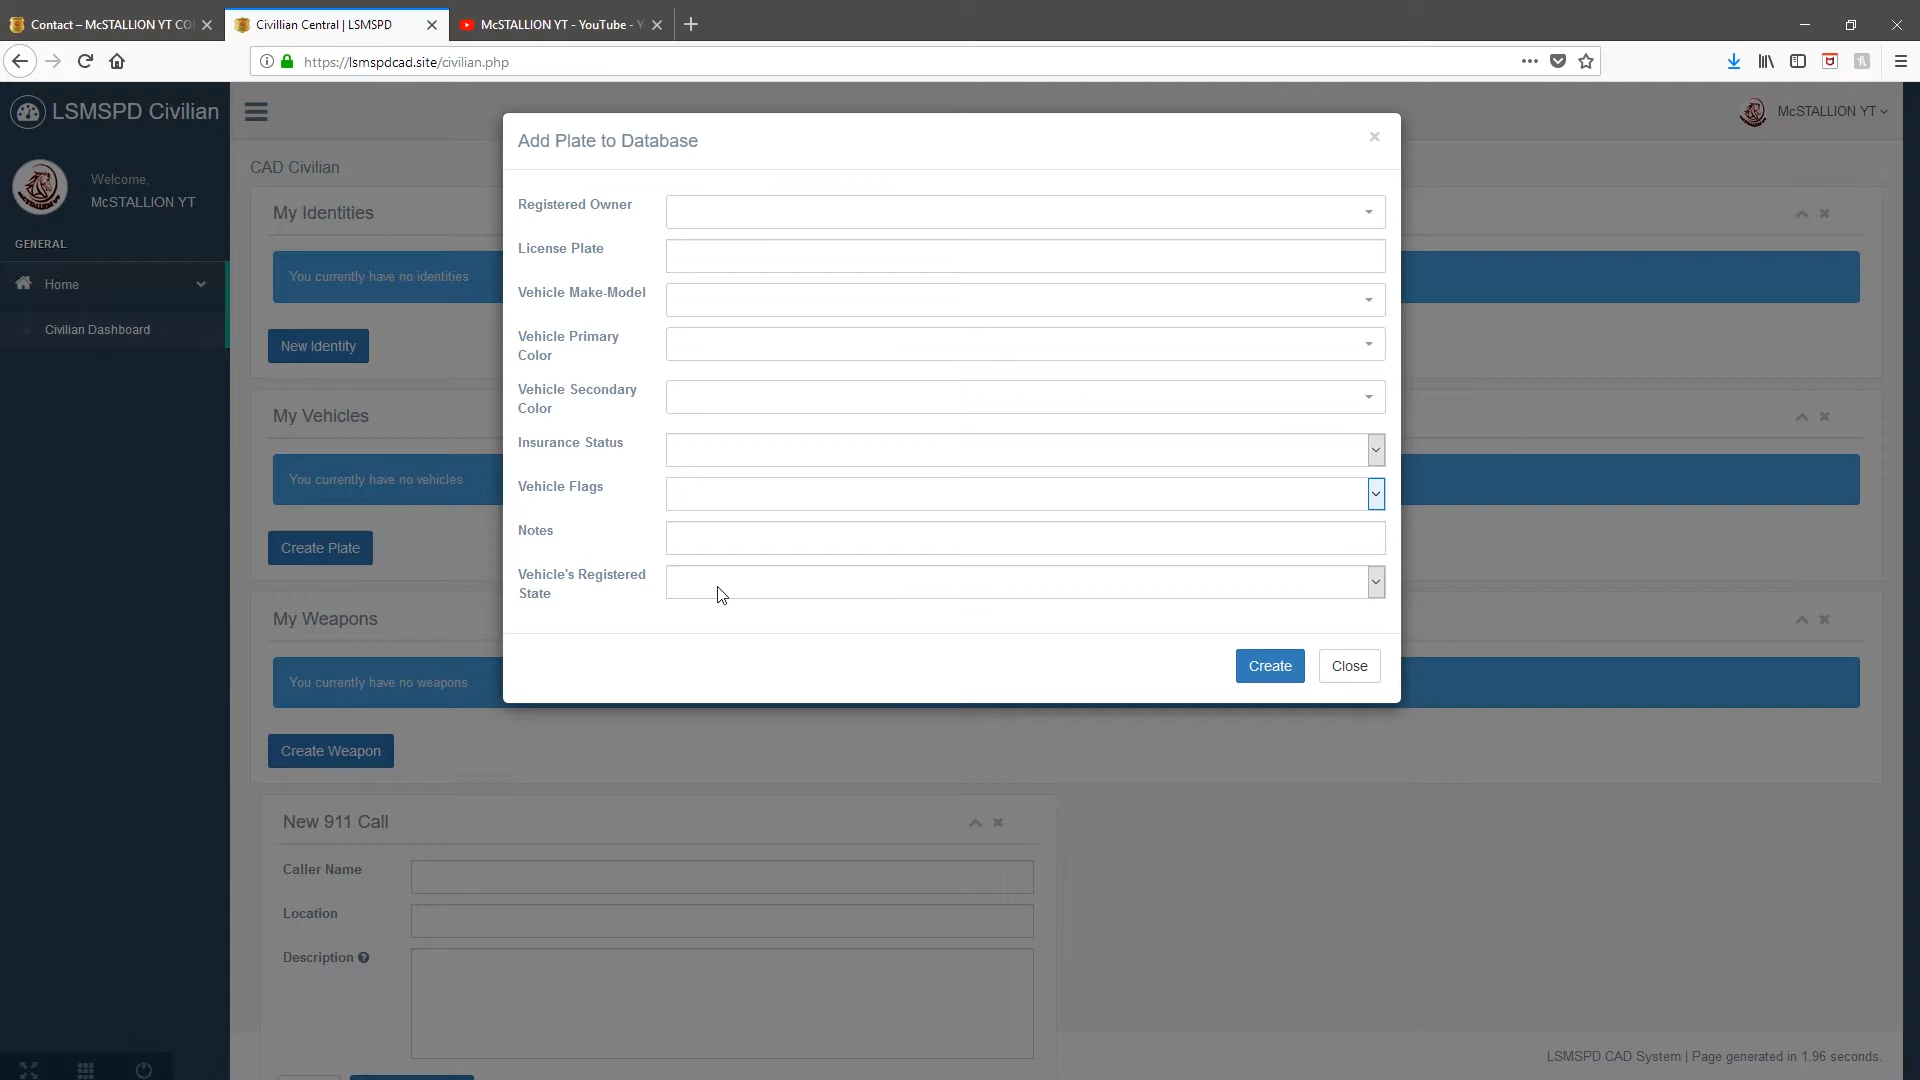 Contact – McSTALLION YT CO
Civillian Central | LSMSPD
McSTALLION YT - YouTube -
https://lsmspdcad.site/civilian.php
LSMSPD Civilian
McSTALLION YT
Welcome,
McSTALLION YT
GENERAL
Home
Civilian Dashboard
CAD Civilian
My Identities
You currently have no identities
New Identity
My Vehicles
You currently have no vehicles
Create Plate
My Weapons
You currently have no weapons
Create Weapon
New 911 Call
Caller Name
Location
Description
Add Plate to Database
Registered Owner
License Plate
Vehicle Make-Model
Vehicle Primary
Color
Vehicle Secondary
Color
Insurance Status
Vehicle Flags
Notes
Vehicle's Registered
State
Create
Close
LSMSPD CAD System | Page generated in 1.96 seconds.